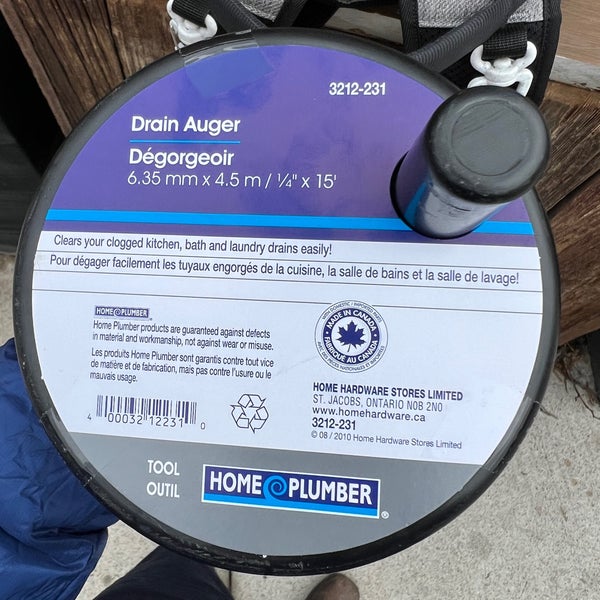 3212-231
Drain Auger
Dégorgeoir
6.35 mm x 4.5 m / ¼" x 15'
Clears your clogged kitchen, bath and laundry drains easily!
Pour dégager facilement les tuyaux engorgés de la cuisine, la salle de bains et la salle de lavage!
HOME PLUMBER
Home Plumber products are guaranteed against defects
in material and workmanship, not against wear or misuse.
Les produits Home Plumber sont garantis contre tout vice
de matière et de fabrication, mais pas contre l'usure ou le
mauvais usage.
MADE IN CANADA
FABRIQUÉ AU CANADA
HOME HARDWARE STORES LIMITED
ST. JACOBS, ONTARIO N0B 2N0
www.homehardware.ca
3212-231
© 08 / 2010 Home Hardware Stores Limited
4 00032 12231 0
TOOL
OUTIL
HOME PLUMBER®